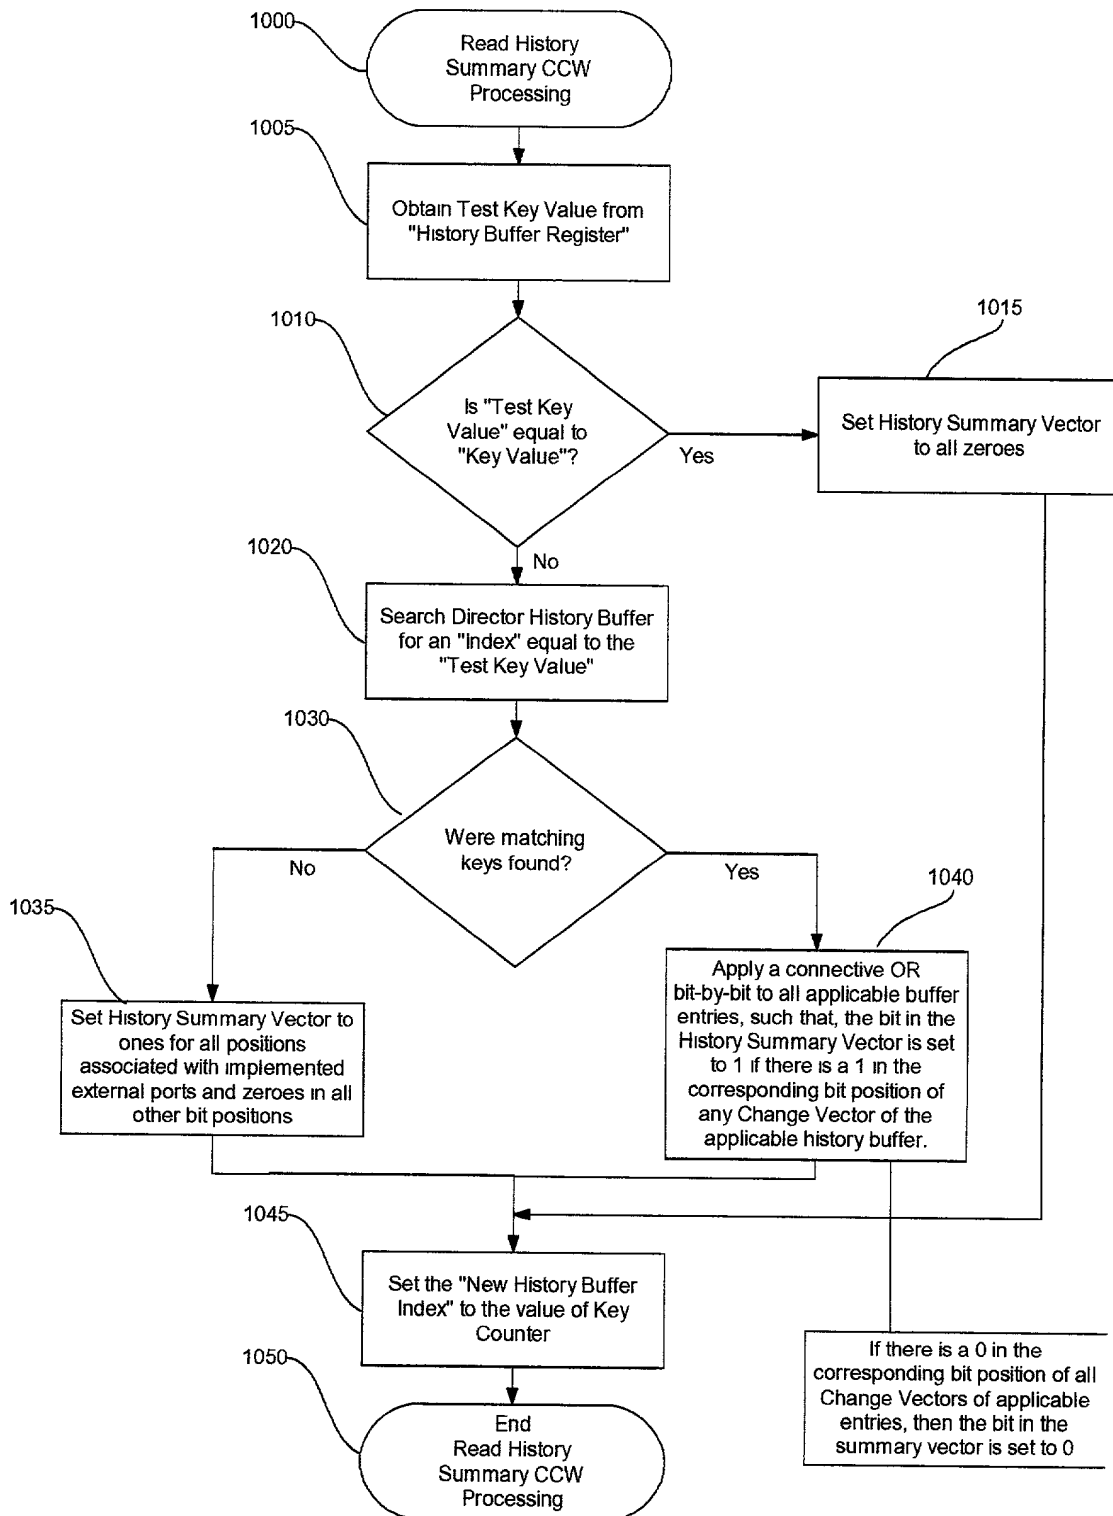 1000
Read History
Summary CCW
Processing
1005
Obtain Test Key Value from
"History Buffer Register"
1010
Is "Test Key
Value" equal to
"Key Value"?
Yes
1015
Set History Summary Vector
to all zeroes
No
1020
Search Director History Buffer
for an "Index" equal to the
"Test Key Value"
1030
Were matching
keys found?
No
Yes
1035
Set History Summary Vector to
ones for all positions
associated with implemented
external ports and zeroes in all
other bit positions
1040
Apply a connective OR
bit-by-bit to all applicable buffer
entries, such that, the bit in the
History Summary Vector is set
to 1 if there is a 1 in the
corresponding bit position of
any Change Vector of the
applicable history buffer.
1045
Set the "New History Buffer
Index" to the value of Key
Counter
If there is a 0 in the
corresponding bit position of all
Change Vectors of applicable
entries, then the bit in the
summary vector is set to 0
1050
End
Read History
Summary CCW
Processing